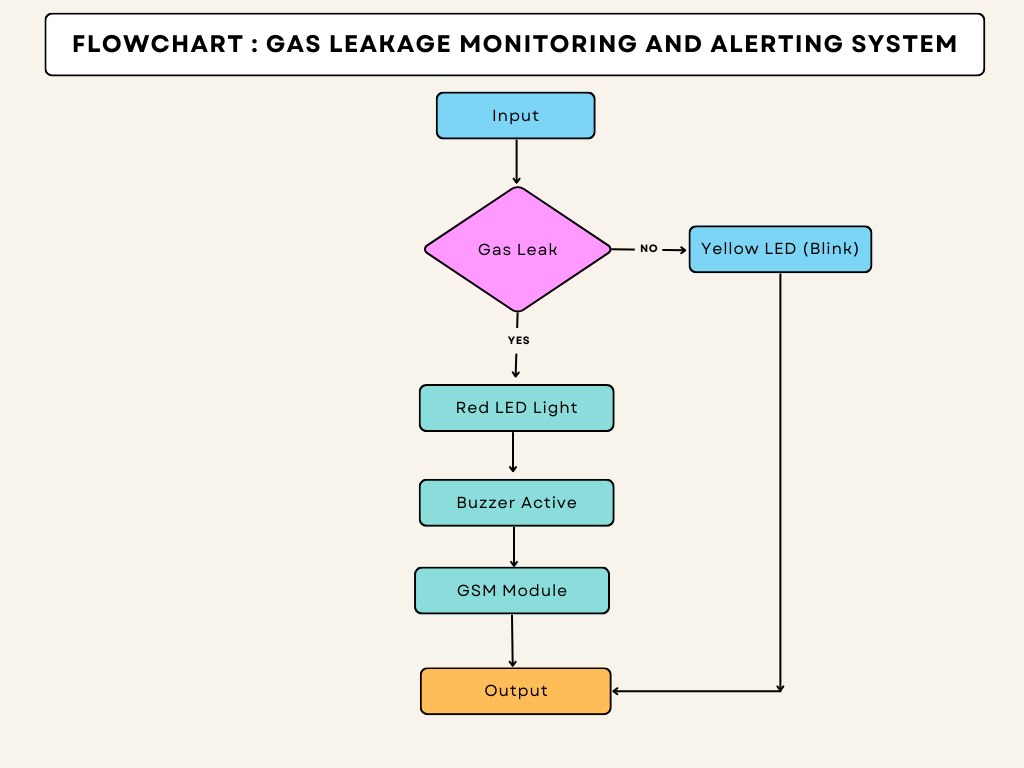 FLOWCHART : GAS LEAKAGE MONITORING AND ALERTING SYSTEM
Input
Gas Leak
NO
Yellow LED (Blink)
YES
Red LED Light
Buzzer Active
GSM Module
Output